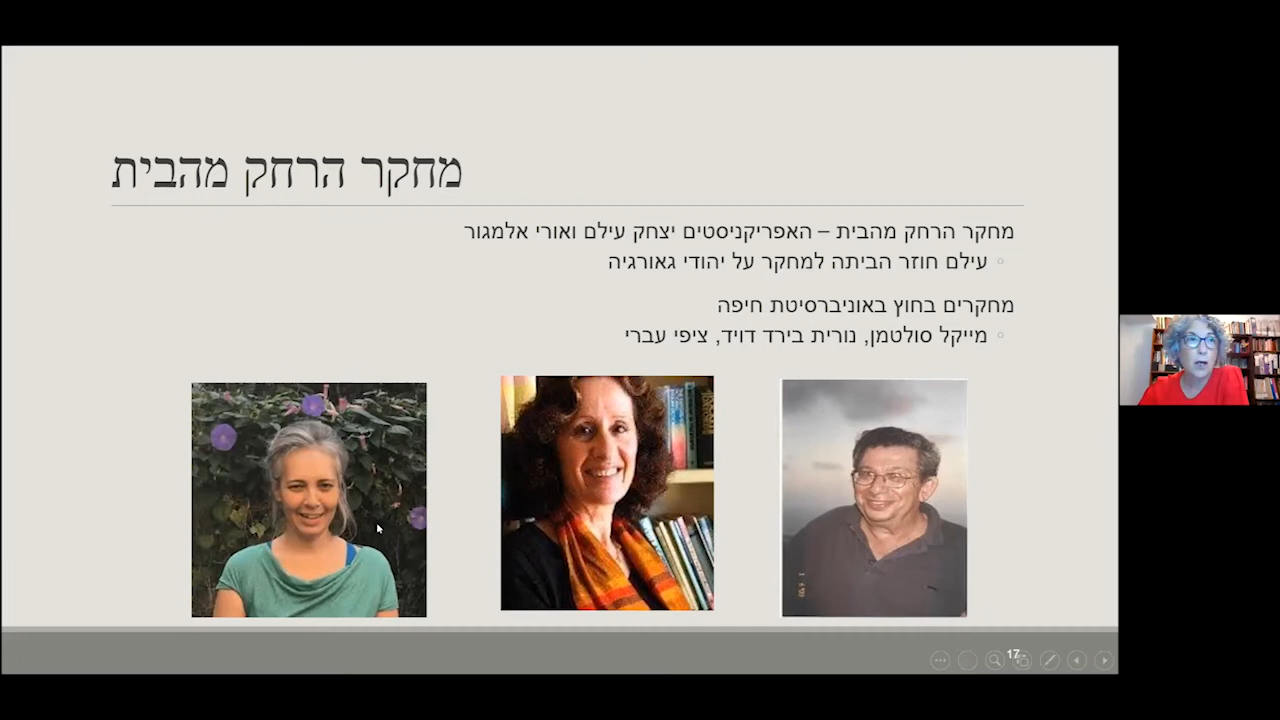 מחקר הרחק מהבית
מחקר הרחק מהבית – האפריקניסטים יצחק עילם ואורי אלמגור
עילם חוזר הביתה למחקר על יהודי גאורגיה
מחקרים בחוץ באוניברסיטת חיפה
מייקל סולטמן, נורית בירד דויד, ציפי עברי
17